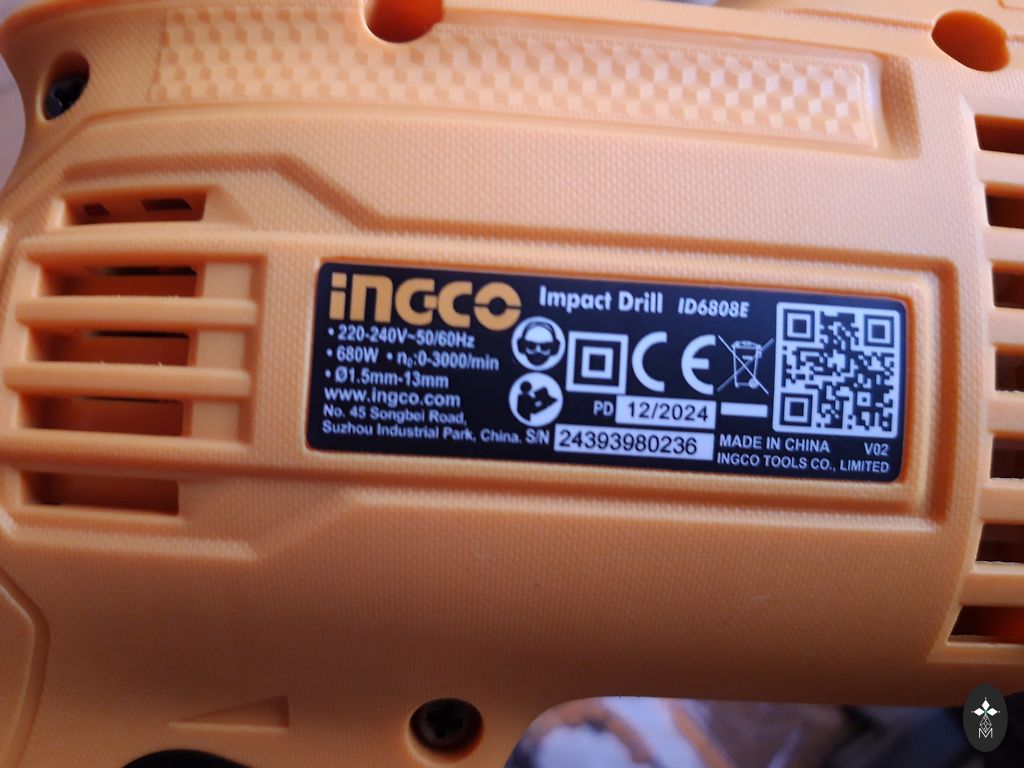 INGCO Impact Drill ID6808E
• 220-240V~50/60Hz
• 680W • n₀:0-3000/min
• Ø1.5mm-13mm
www.ingco.com
No. 45 Songbei Road,
Suzhou Industrial Park, China. S/N 24393980236
PD 12/2024
CE
MADE IN CHINA V02
INGCO TOOLS CO., LIMITED
M